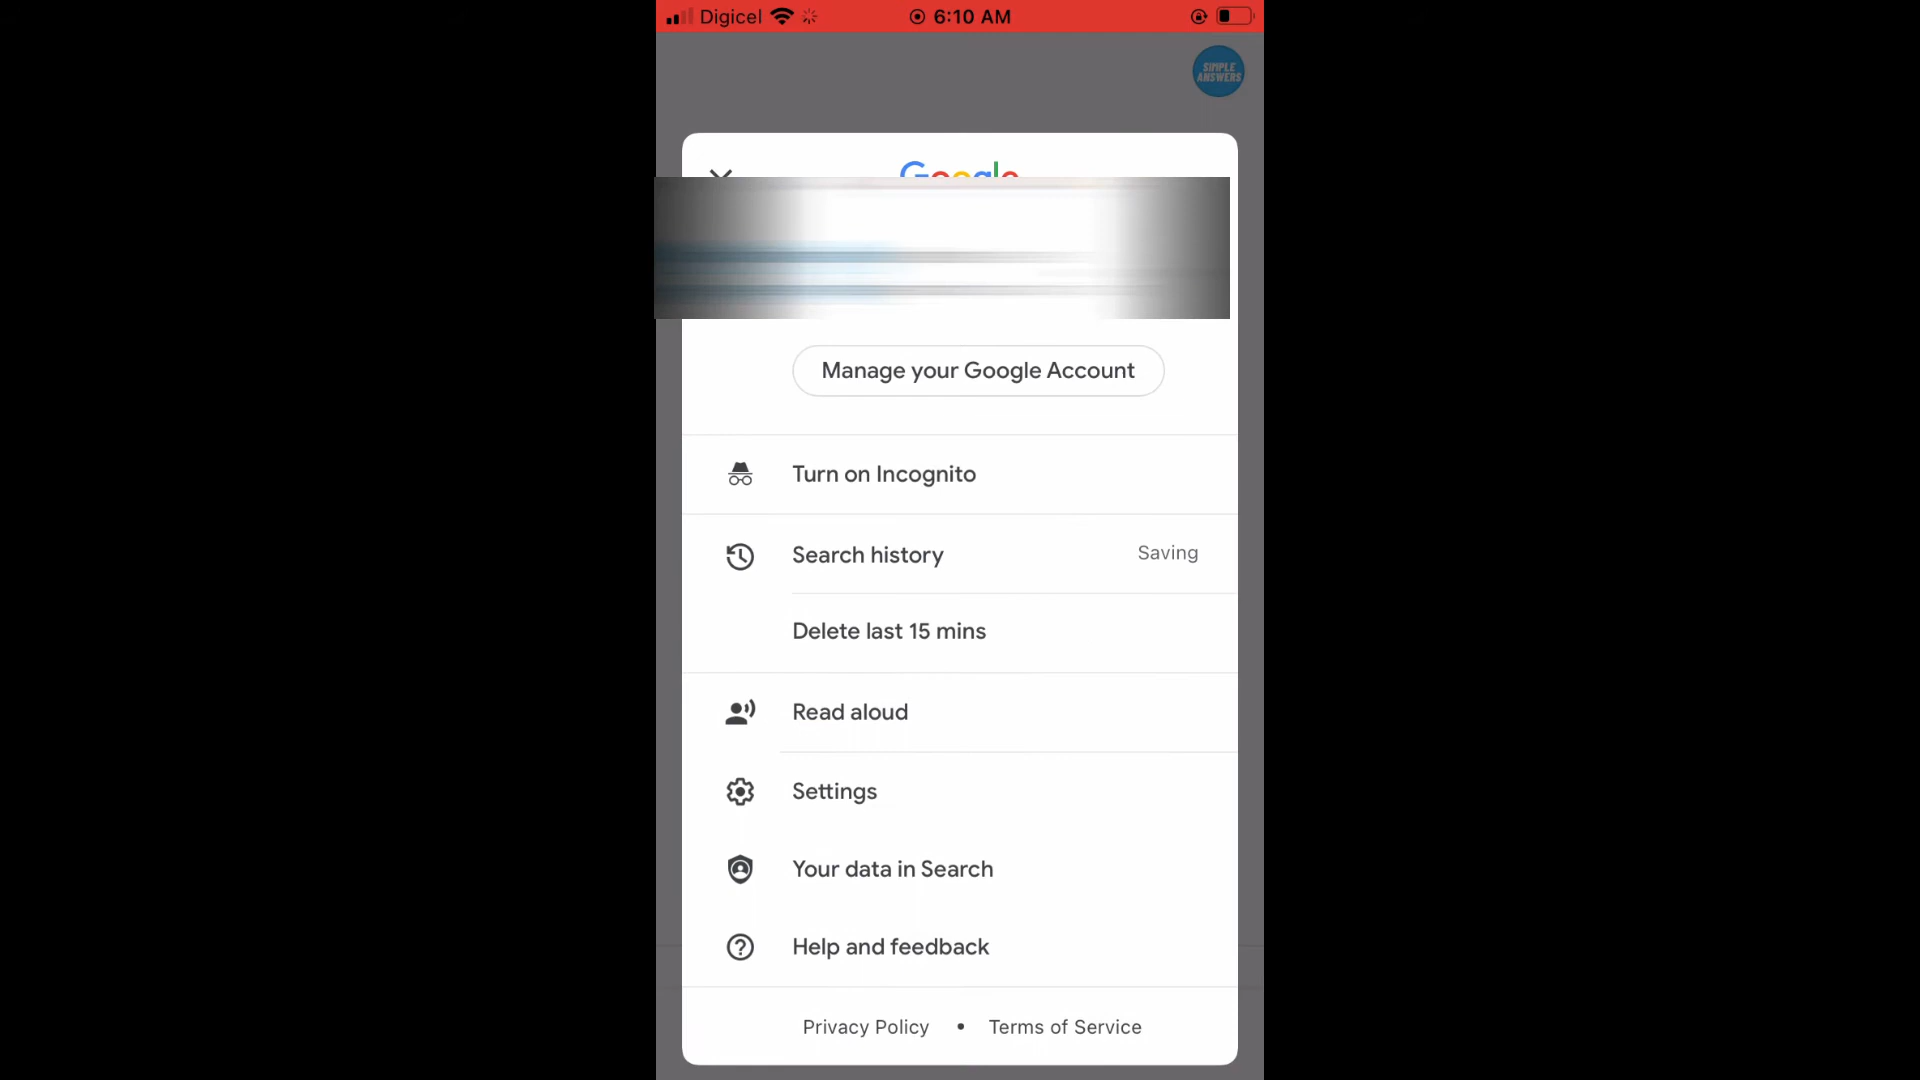 Digicel 6:10 AM
SIMPLE
ANSWERS
Google
Manage your Google Account
Turn on Incognito
Search history Saving
Delete last 15 mins
Read aloud
Settings
Your data in Search
Help and feedback
Privacy Policy • Terms of Service